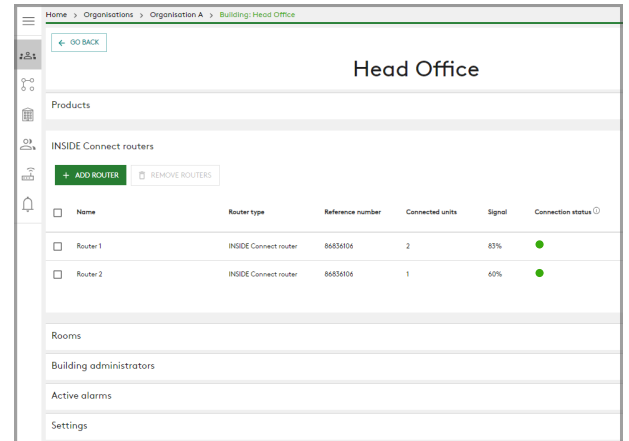 Home > Organisations > Organisation A > Building: Head Office
← GO BACK
Head Office
Products
INSIDE Connect routers
+ ADD ROUTER REMOVE ROUTERS
Name Router type Reference number Connected units Signal Connection status
Router 1 INSIDE Connect router 86836106 2 83%
Router 2 INSIDE Connect router 86836106 1 60%
Rooms
Building administrators
Active alarms
Settings